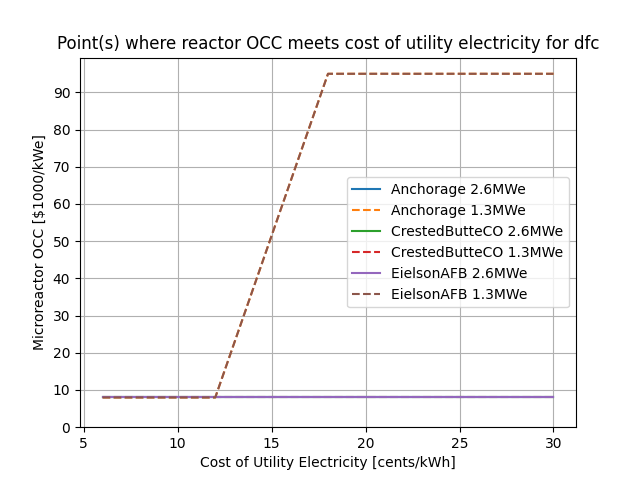 Point(s) where reactor OCC meets cost of utility electricity for dfc
Microreactor OCC [$1000/kWe]
90
80
70
60
50
40
30
20
10
0
Anchorage 2.6MWe
Anchorage 1.3MWe
CrestedButteCO 2.6MWe
CrestedButteCO 1.3MWe
EielsonAFB 2.6MWe
EielsonAFB 1.3MWe
5 10 15 20 25 30
Cost of Utility Electricity [cents/kWh]